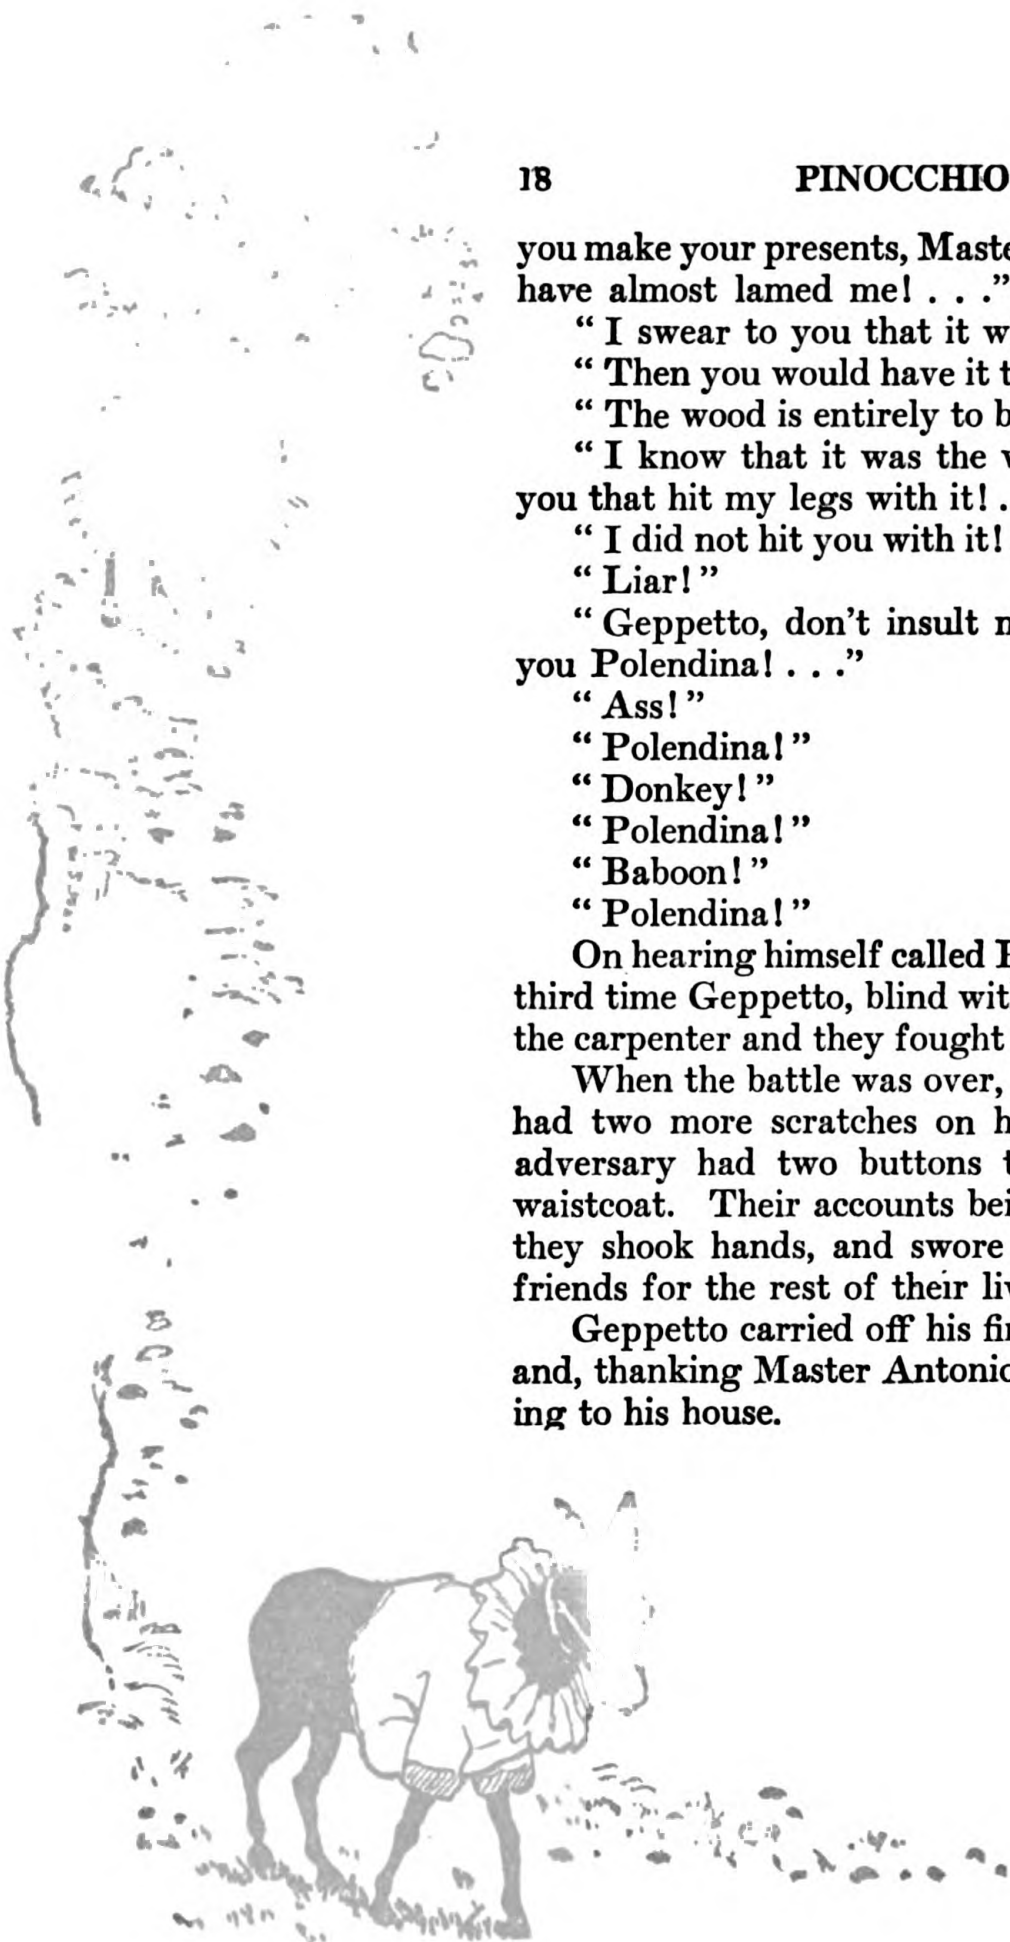 18 PINOCCHIO
you make your presents, Maste
have almost lamed me! . . ."
" I swear to you that it w
" Then you would have it t
" The wood is entirely to b
" I know that it was the
you that hit my legs with it! .
" I did not hit you with it!
" Liar! "
" Geppetto, don't insult
you Polendina! . . ."
" Ass! "
" Polendina! "
" Donkey! "
" Polendina! "
" Baboon! "
" Polendina! "
On hearing himself called
third time Geppetto, blind wit
the carpenter and they fought
When the battle was over,
had two more scratches on h
adversary had two buttons t
waistcoat. Their accounts bei
they shook hands, and swore
friends for the rest of their liv
Geppetto carried off his fin
and, thanking Master Antonio
ing to his house.